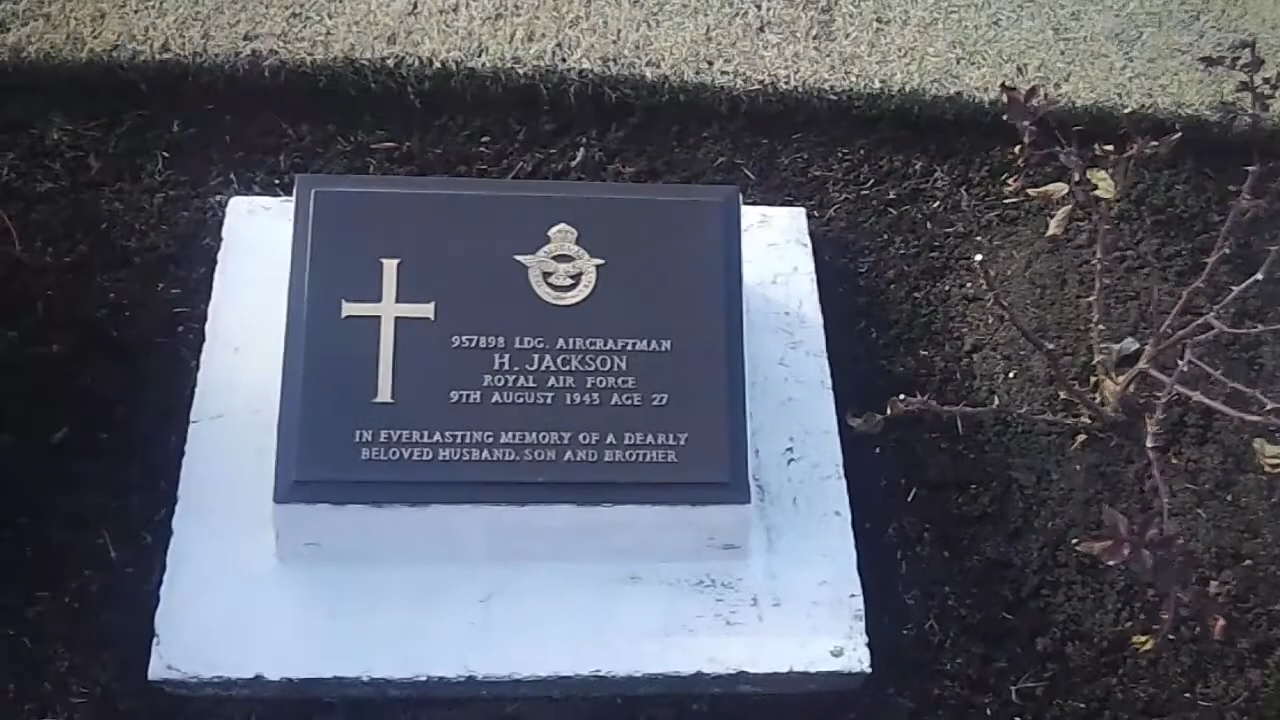 957898 LDG. AIRCRAFTMAN
H. JACKSON
ROYAL AIR FORCE
9TH AUGUST 1943 AGE 27
IN EVERLASTING MEMORY OF A DEARLY
BELOVED HUSBAND, SON AND BROTHER